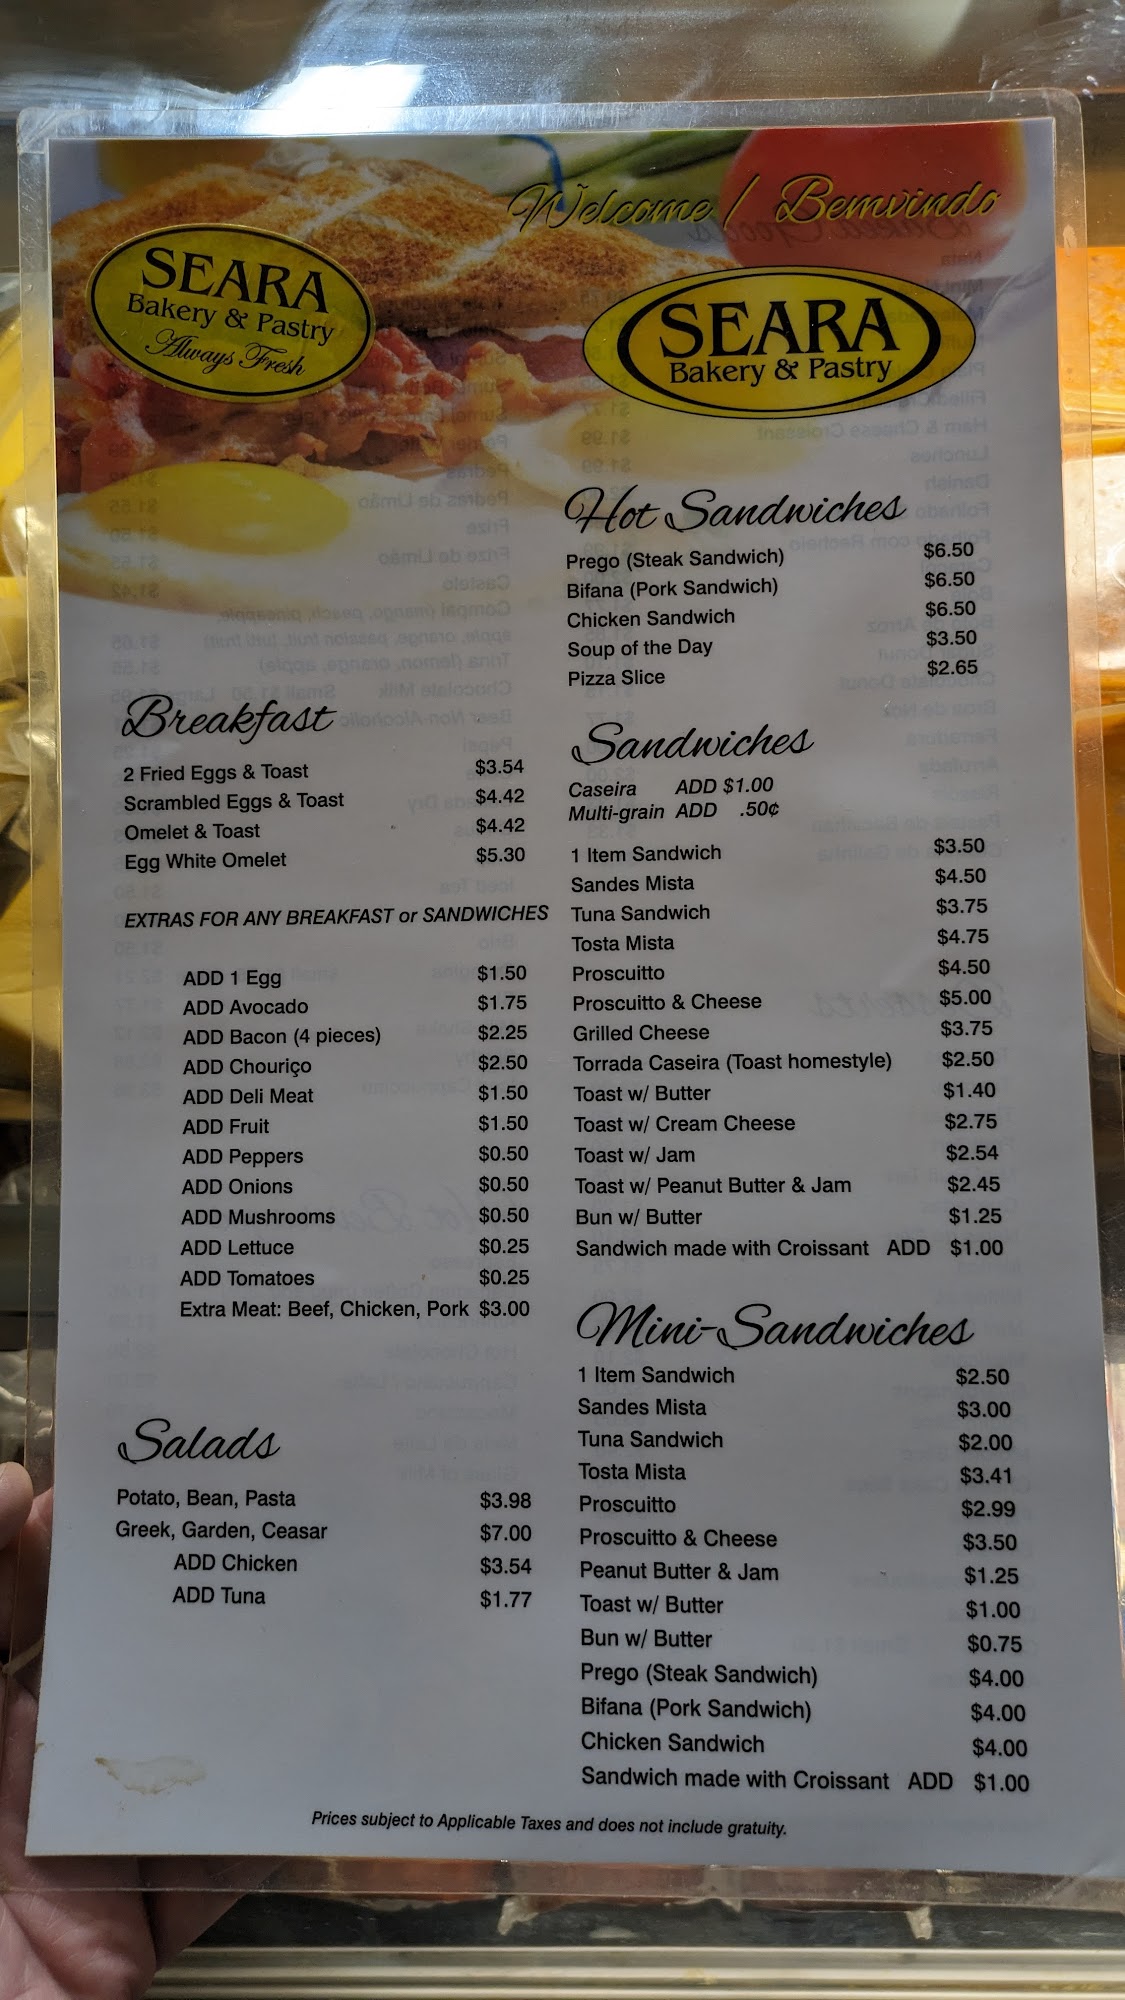 Welcome / Bemvindo
SEARA
Bakery & Pastry
Always Fresh
SEARA
Bakery & Pastry
Breakfast
2 Fried Eggs & Toast $3.54
Scrambled Eggs & Toast $4.42
Omelet & Toast $4.42
Egg White Omelet $5.30
EXTRAS FOR ANY BREAKFAST or SANDWICHES
ADD 1 Egg $1.50
ADD Avocado $1.75
ADD Bacon (4 pieces) $2.25
ADD Chouriço $2.50
ADD Deli Meat $1.50
ADD Fruit $1.50
ADD Peppers $0.50
ADD Onions $0.50
ADD Mushrooms $0.50
ADD Lettuce $0.25
ADD Tomatoes $0.25
Extra Meat: Beef, Chicken, Pork $3.00
Salads
Potato, Bean, Pasta $3.98
Greek, Garden, Ceasar $7.00
ADD Chicken $3.54
ADD Tuna $1.77
Hot Sandwiches
Prego (Steak Sandwich) $6.50
Bifana (Pork Sandwich) $6.50
Chicken Sandwich $6.50
Soup of the Day $3.50
Pizza Slice $2.65
Sandwiches
Caseira ADD $1.00
Multi-grain ADD .50¢
1 Item Sandwich $3.50
Sandes Mista $4.50
Tuna Sandwich $3.75
Tosta Mista $4.75
Proscuitto $4.50
Proscuitto & Cheese $5.00
Grilled Cheese $3.75
Torrada Caseira (Toast homestyle) $2.50
Toast w/ Butter $1.40
Toast w/ Cream Cheese $2.75
Toast w/ Jam $2.54
Toast w/ Peanut Butter & Jam $2.45
Bun w/ Butter $1.25
Sandwich made with Croissant ADD $1.00
Mini-Sandwiches
1 Item Sandwich $2.50
Sandes Mista $3.00
Tuna Sandwich $2.00
Tosta Mista $3.41
Proscuitto $2.99
Proscuitto & Cheese $3.50
Peanut Butter & Jam $1.25
Toast w/ Butter $1.00
Bun w/ Butter $0.75
Prego (Steak Sandwich) $4.00
Bifana (Pork Sandwich) $4.00
Chicken Sandwich $4.00
Sandwich made with Croissant ADD $1.00
Prices subject to Applicable Taxes and does not include gratuity.